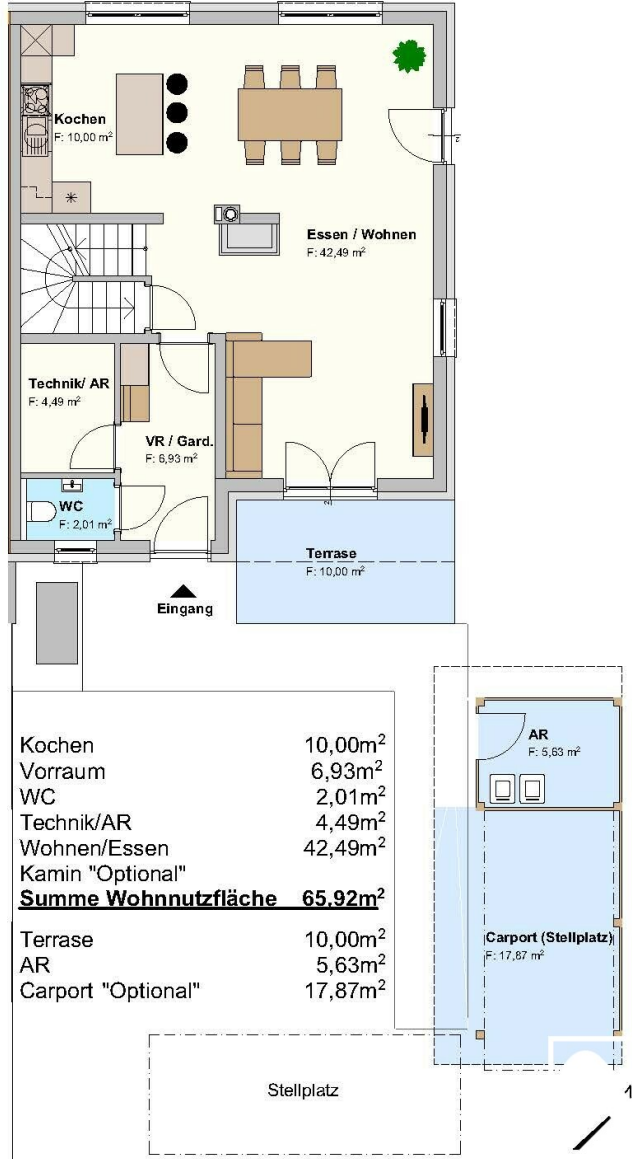 Kochen
F: 10,00 m²
Essen / Wohnen
F: 42,49 m²
Technik/ AR
F: 4,49 m²
VR / Gard.
F: 6,93 m²
WC
F: 2,01 m²
Terrase
F: 10,00 m²
Eingang
AR
F: 5,63 m²
Kochen 10,00m²
Vorraum 6,93m²
WC 2,01m²
Technik/AR 4,49m²
Wohnen/Essen 42,49m²
Kamin "Optional"
Summe Wohnnutzfläche 65,92m²
Terrase 10,00m²
AR 5,63m²
Carport "Optional" 17,87m²
Carport (Stellplatz)
F: 17,87 m²
Stellplatz
1